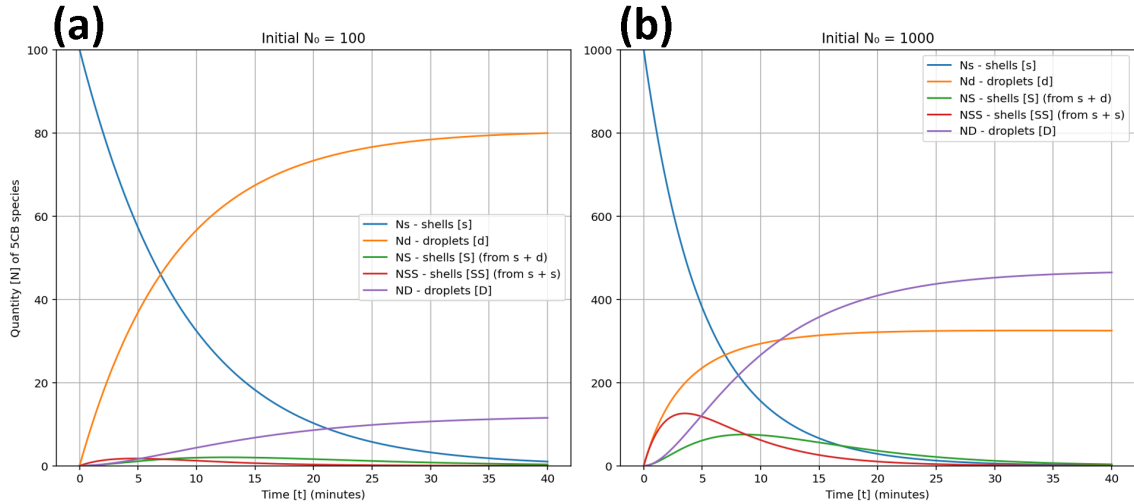 (a)
Initial N₀ = 100
100
80
60
40
20
0
Quantity [N] of 5CB species
Ns - shells [s]
Nd - droplets [d]
NS - shells [S] (from s + d)
NSS - shells [SS] (from s + s)
ND - droplets [D]
0 5 10 15 20 25 30 35 40
Time [t] (minutes)
(b)
Initial N₀ = 1000
1000
800
600
400
200
0
Ns - shells [s]
Nd - droplets [d]
NS - shells [S] (from s + d)
NSS - shells [SS] (from s + s)
ND - droplets [D]
0 5 10 15 20 25 30 35 40
Time [t] (minutes)